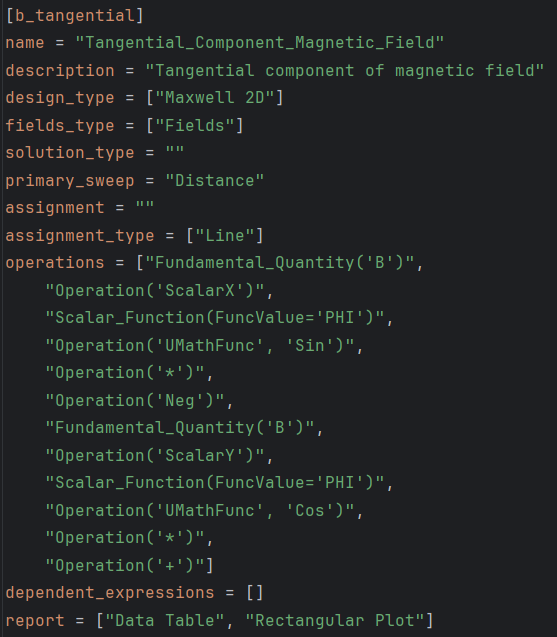 [b_tangential]
name = "Tangential_Component_Magnetic_Field"
description = "Tangential component of magnetic field"
design_type = ["Maxwell 2D"]
fields_type = ["Fields"]
solution_type = ""
primary_sweep = "Distance"
assignment = ""
assignment_type = ["Line"]
operations = ["Fundamental_Quantity('B')",
    "Operation('ScalarX')",
    "Scalar_Function(FuncValue='PHI')",
    "Operation('UMathFunc', 'Sin')",
    "Operation('*')",
    "Operation('Neg')",
    "Fundamental_Quantity('B')",
    "Operation('ScalarY')",
    "Scalar_Function(FuncValue='PHI')",
    "Operation('UMathFunc', 'Cos')",
    "Operation('*')",
    "Operation('+')"]
dependent_expressions = []
report = ["Data Table", "Rectangular Plot"]